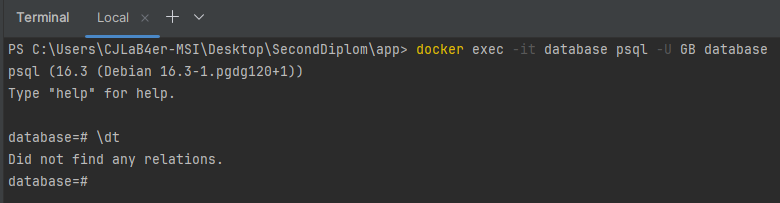 Terminal Local × + ⌄
PS C:\Users\CJLaB4er-MSI\Desktop\SecondDiplom\app> docker exec -it database psql -U GB database
psql (16.3 (Debian 16.3-1.pgdg120+1))
Type "help" for help.
database=# \dt
Did not find any relations.
database=#